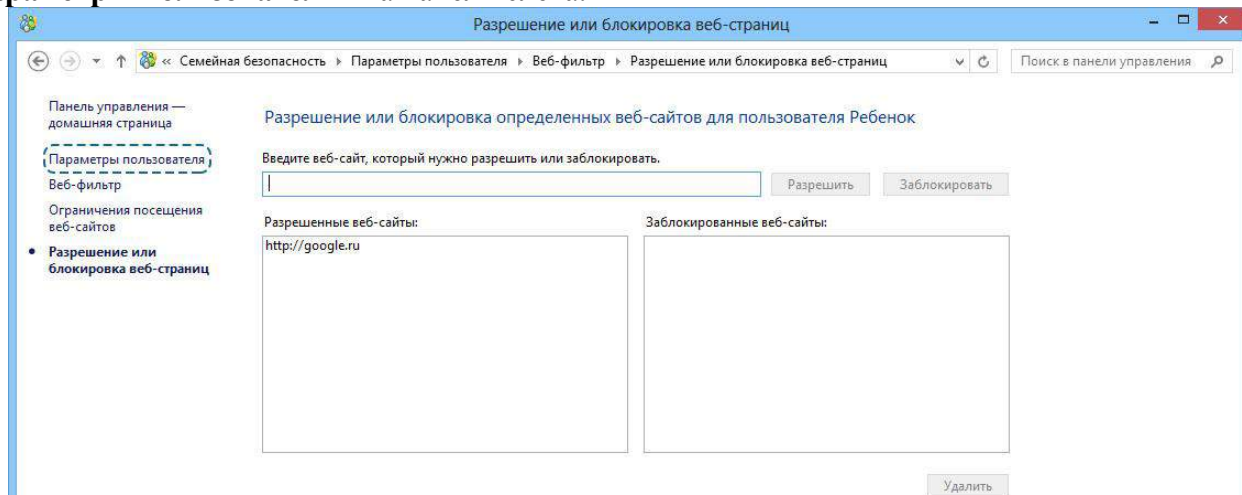 Разрешение или блокировка веб-страниц
« Семейная безопасность ▸ Параметры пользователя ▸ Веб-фильтр ▸ Разрешение или блокировка веб-страниц
Поиск в панели управления
Панель управления —
домашняя страница
Параметры пользователя
Веб-фильтр
Ограничения посещения
веб-сайтов
• Разрешение или
блокировка веб-страниц
Разрешение или блокировка определенных веб-сайтов для пользователя Ребенок
Введите веб-сайт, который нужно разрешить или заблокировать.
Разрешить
Заблокировать
Разрешенные веб-сайты:
http://google.ru
Заблокированные веб-сайты:
Удалить